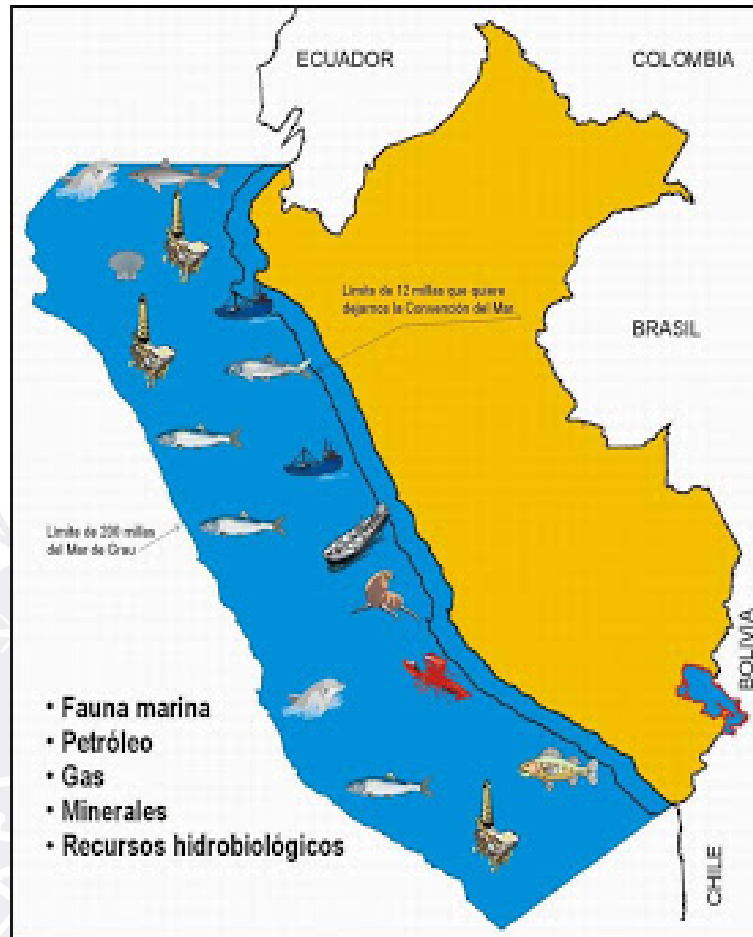 ECUADOR
COLOMBIA
Límite de 12 millas que quiere
dejarnos la Convención del Mar.
BRASIL
Límite de 200 millas
del Mar de Grau
BOLIVIA
• Fauna marina
• Petróleo
• Gas
• Minerales
• Recursos hidrobiológicos
CHILE